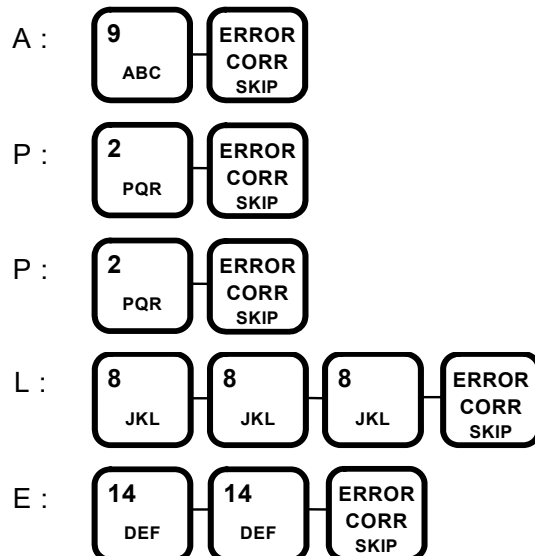 A : 9 ABC ERROR CORR SKIP
P : 2 PQR ERROR CORR SKIP
P : 2 PQR ERROR CORR SKIP
L : 8 JKL 8 JKL 8 JKL ERROR CORR SKIP
E : 14 DEF 14 DEF ERROR CORR SKIP